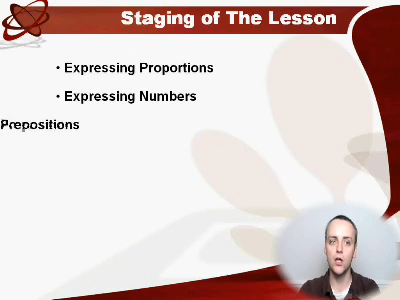 Staging of The Lesson
• Expressing Proportions
• Expressing Numbers
Prepositions